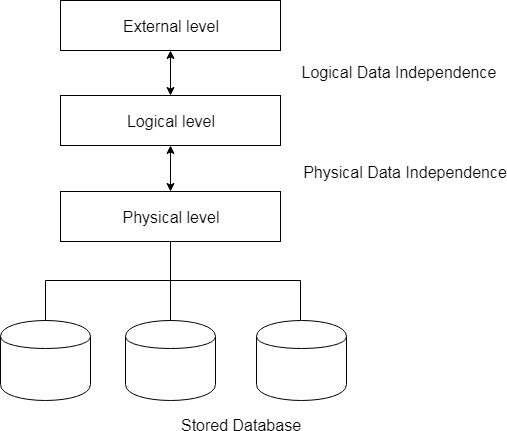 External level
Logical Data Independence
Logical level
Physical Data Independence
Physical level
Stored Database